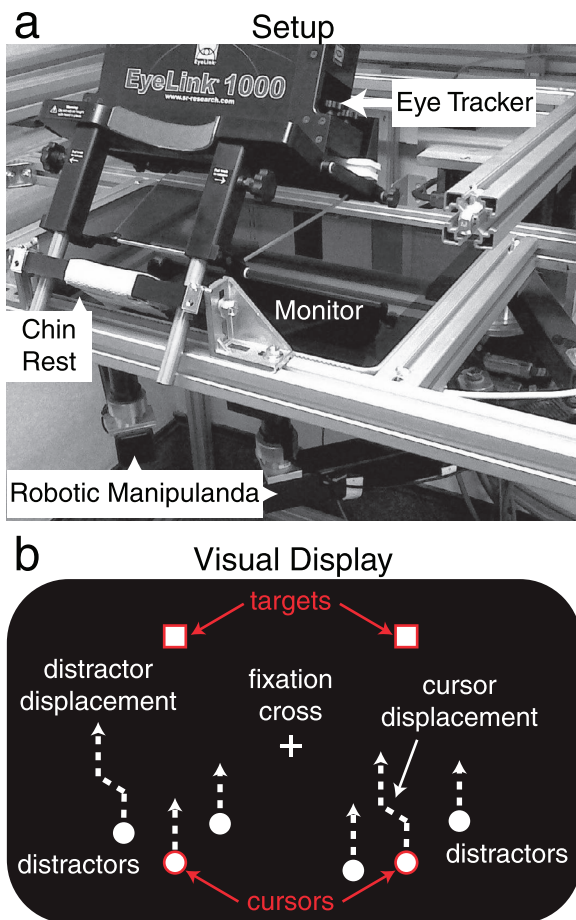 a
Setup
EyeLink
EyeLink 1000
www.sr-research.com
Eye Tracker
Monitor
Chin
Rest
Robotic Manipulanda
b
Visual Display
targets
distractor
displacement
fixation
cross
cursor
displacement
distractors
distractors
cursors